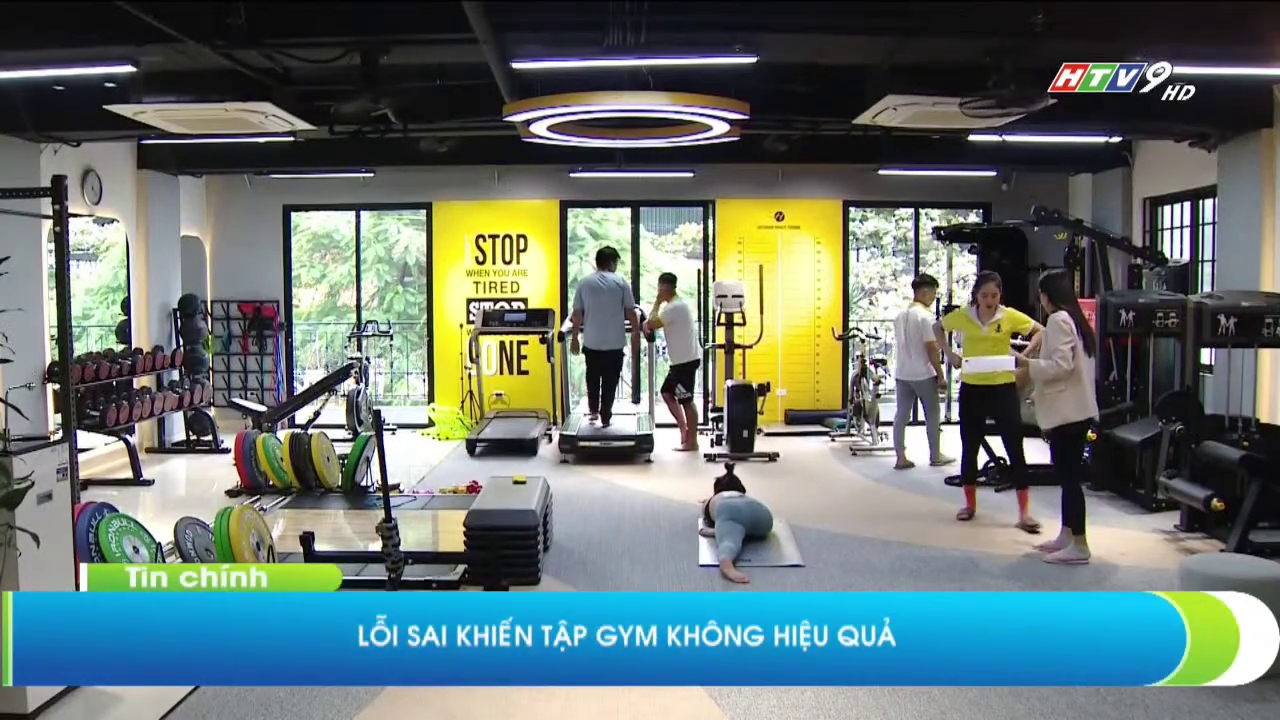 HTV9
HD
STOP
WHEN YOU ARE
TIRED
STOP
ONE
IRONBULL
Tin chính
LỖI SAI KHIẾN TẬP GYM KHÔNG HIỆU QUẢ